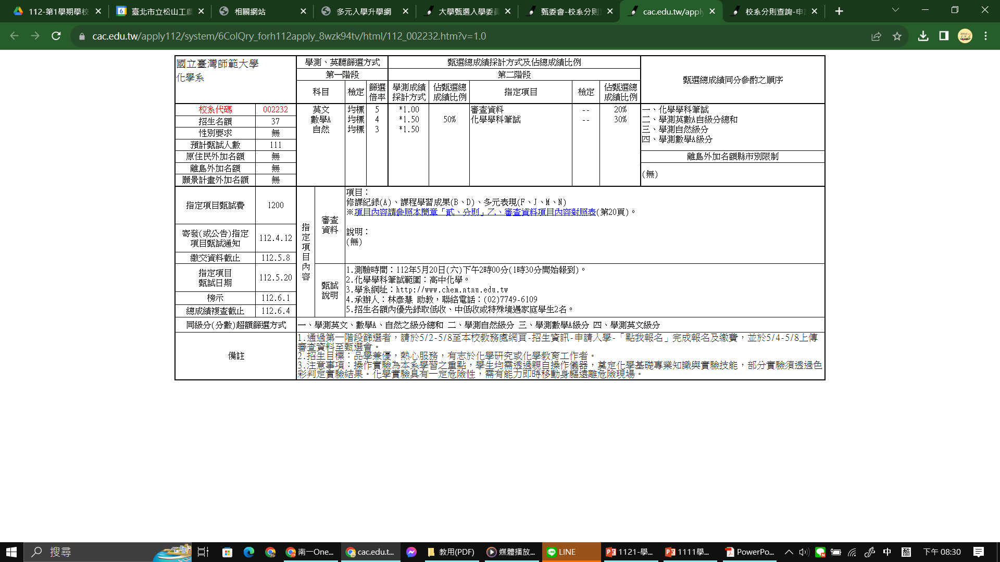 112-第1學期學校
臺北市立松山工農
相關網站
多元入學升學網
大學甄選入學委員
甄委會-校系分則查
cac.edu.tw/apply
校系分則查詢-申請
cac.edu.tw/apply112/system/6ColQry_forh112apply_8wzk94tv/html/112_002232.htm?v=1.0
國立臺灣師範大學
化學系
學測、英聽篩選方式
甄選總成績採計方式及佔總成績比例
甄選總成績同分參酌之順序
第一階段
第二階段
科目
檢定
篩選
倍率
學測成績
採計方式
佔甄選總
成績比例
指定項目
檢定
佔甄選總
成績比例
校系代碼 002232
招生名額 37
性別要求 無
預計甄試人數 111
原住民外加名額 無
離島外加名額 無
願景計畫外加名額 無
英文 均標 5 *1.00
數學A 均標 4 *1.50
自然 均標 3 *1.50
50%
審查資料 -- 20%
化學學科筆試 -- 30%
一、化學學科筆試
二、學測英數A自級分總和
三、學測自然級分
四、學測數學A級分
離島外加名額縣市別限制
(無)
指定項目甄試費 1200
寄發(或公告)指定
項目甄試通知
112.4.12
繳交資料截止 112.5.8
指定項目
甄試日期
112.5.20
榜示 112.6.1
總成績複查截止 112.6.4
指
定
項
目
內
容
審查
資料
項目：
修課紀錄(A)、課程學習成果(B、D)、多元表現(F、J、M、N)
※項目內容請參照本簡章「貳、分則」乙、審查資料項目內容對照表(第20頁)。
說明：
(無)
甄試
說明
1.測驗時間：112年5月20日(六)下午2時00分(1時30分開始報到)。
2.化學學科筆試範圍：高中化學。
3.學系網址：http://www.chem.ntnu.edu.tw
4.承辦人：林彥慧 助教，聯絡電話：(02)7749-6109
5.招生名額內優先錄取低收、中低收或特殊境遇家庭學生2名。
同級分(分數)超額篩選方式
一、學測英文、數學A、自然之級分總和 二、學測自然級分 三、學測數學A級分 四、學測英文級分
備註
1.通過第一階段篩選者，請於5/2-5/8至本校教務處網頁-招生資訊-申請入學-「點我報名」完成報名及繳費，並於5/4-5/8上傳
審查資料至甄選會。
2.招生目標：品學兼優，熱心服務，有志於化學研究或化學教育工作者。
3.注意事項：操作實驗為本系學習之重點，學生均需透過親自操作儀器，奠定化學基礎專業知識與實驗技能，部分實驗須透過色
彩判定實驗結果。化學實驗具有一定危險性，需有能力即時移動身軀遠離危險現場。
搜尋
南一One...
cac.edu.t...
教用(PDF)
媒體播放...
LINE
1121-學...
1111學...
PowerPo...
中
酷
下午 08:30